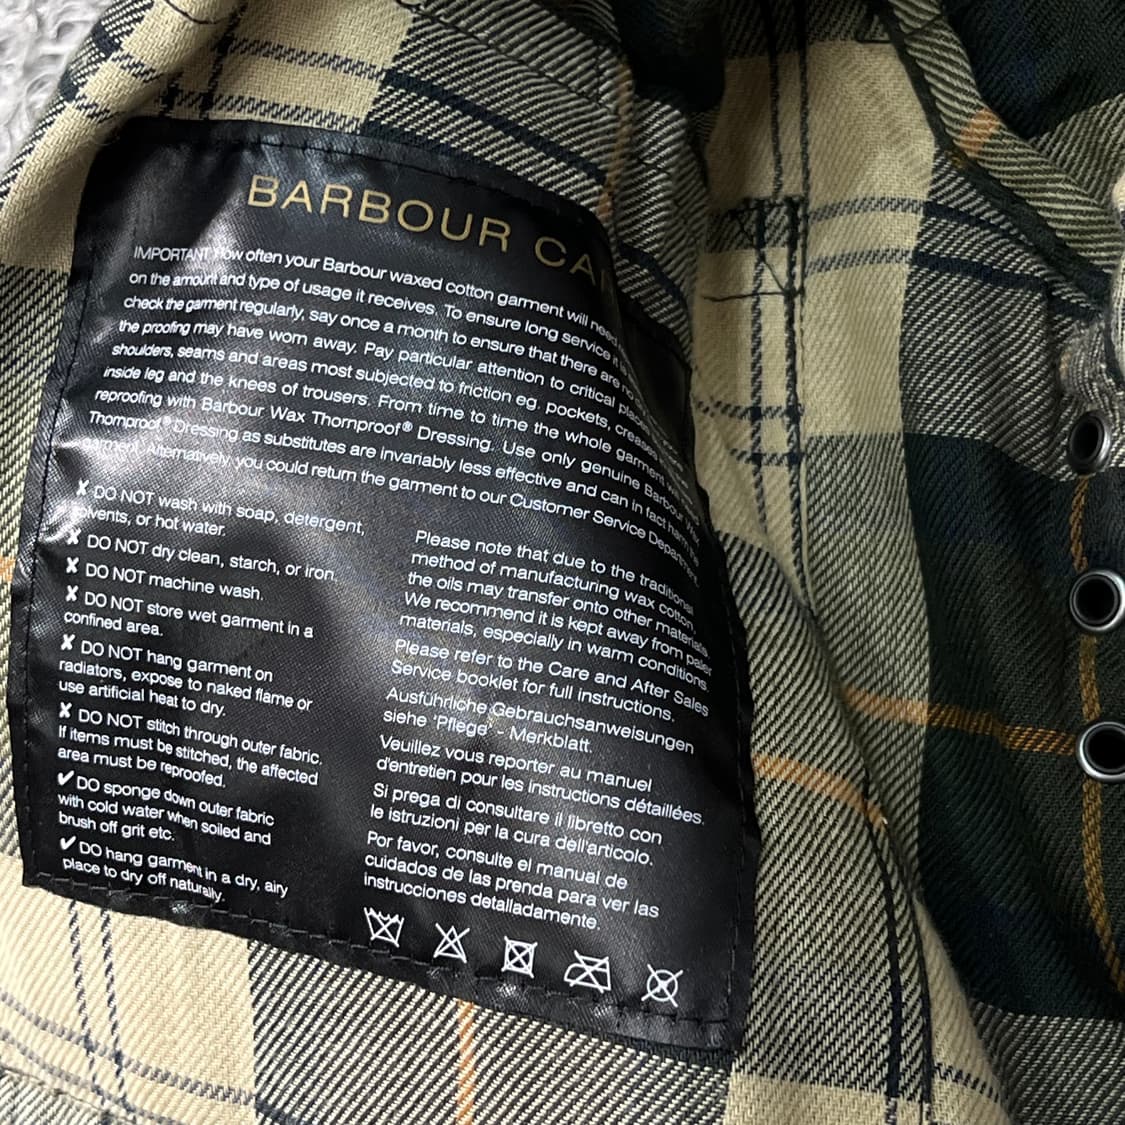 BARBOUR
IMPORTANT How often your Barbour waxed cotton garment will need
on the amount and type of usage it receives. To ensure long service it
check the garment regularly, say once a month to ensure that there are no
the proofing may have worn away. Pay particular attention to critical
shoulders, seams and areas most subjected to friction eg. pockets, creases
inside leg and the knees of trousers. From time to time the whole garment
reproofing with Barbour Wax Thornproof® Dressing. Use only genuine Barbour
Thornproof® Dressing as substitutes are invariably less effective and can in fact harm
garment. Alternatively, you could return the garment to our Customer Service Department
✘ DO NOT wash with soap, detergent,
solvents, or hot water.
✘ DO NOT dry clean, starch, or iron.
✘ DO NOT machine wash.
✘ DO NOT store wet garment in a
confined area.
✘ DO NOT hang garment on
radiators, expose to naked flame or
use artificial heat to dry.
✘ DO NOT stitch through outer fabric.
If items must be stitched, the affected
area must be reproofed.
✔ DO sponge down outer fabric
with cold water when soiled and
brush off grit etc.
✔ DO hang garment in a dry, airy
place to dry off naturally.
Please note that due to the traditional
method of manufacturing wax cotton,
the oils may transfer onto other materials.
We recommend it is kept away from paler
materials, especially in warm conditions.
Please refer to the Care and After Sales
Service booklet for full instructions.
Ausführliche Gebrauchsanweisungen
siehe 'Pflege' - Merkblatt.
Veuillez vous reporter au manuel
d'entretien pour les instructions détaillées.
Si prega di consultare il libretto con
le istruzioni per la cura dell'articolo.
Por favor, consulte el manual de
cuidados de las prenda para ver las
instrucciones detalladamente.